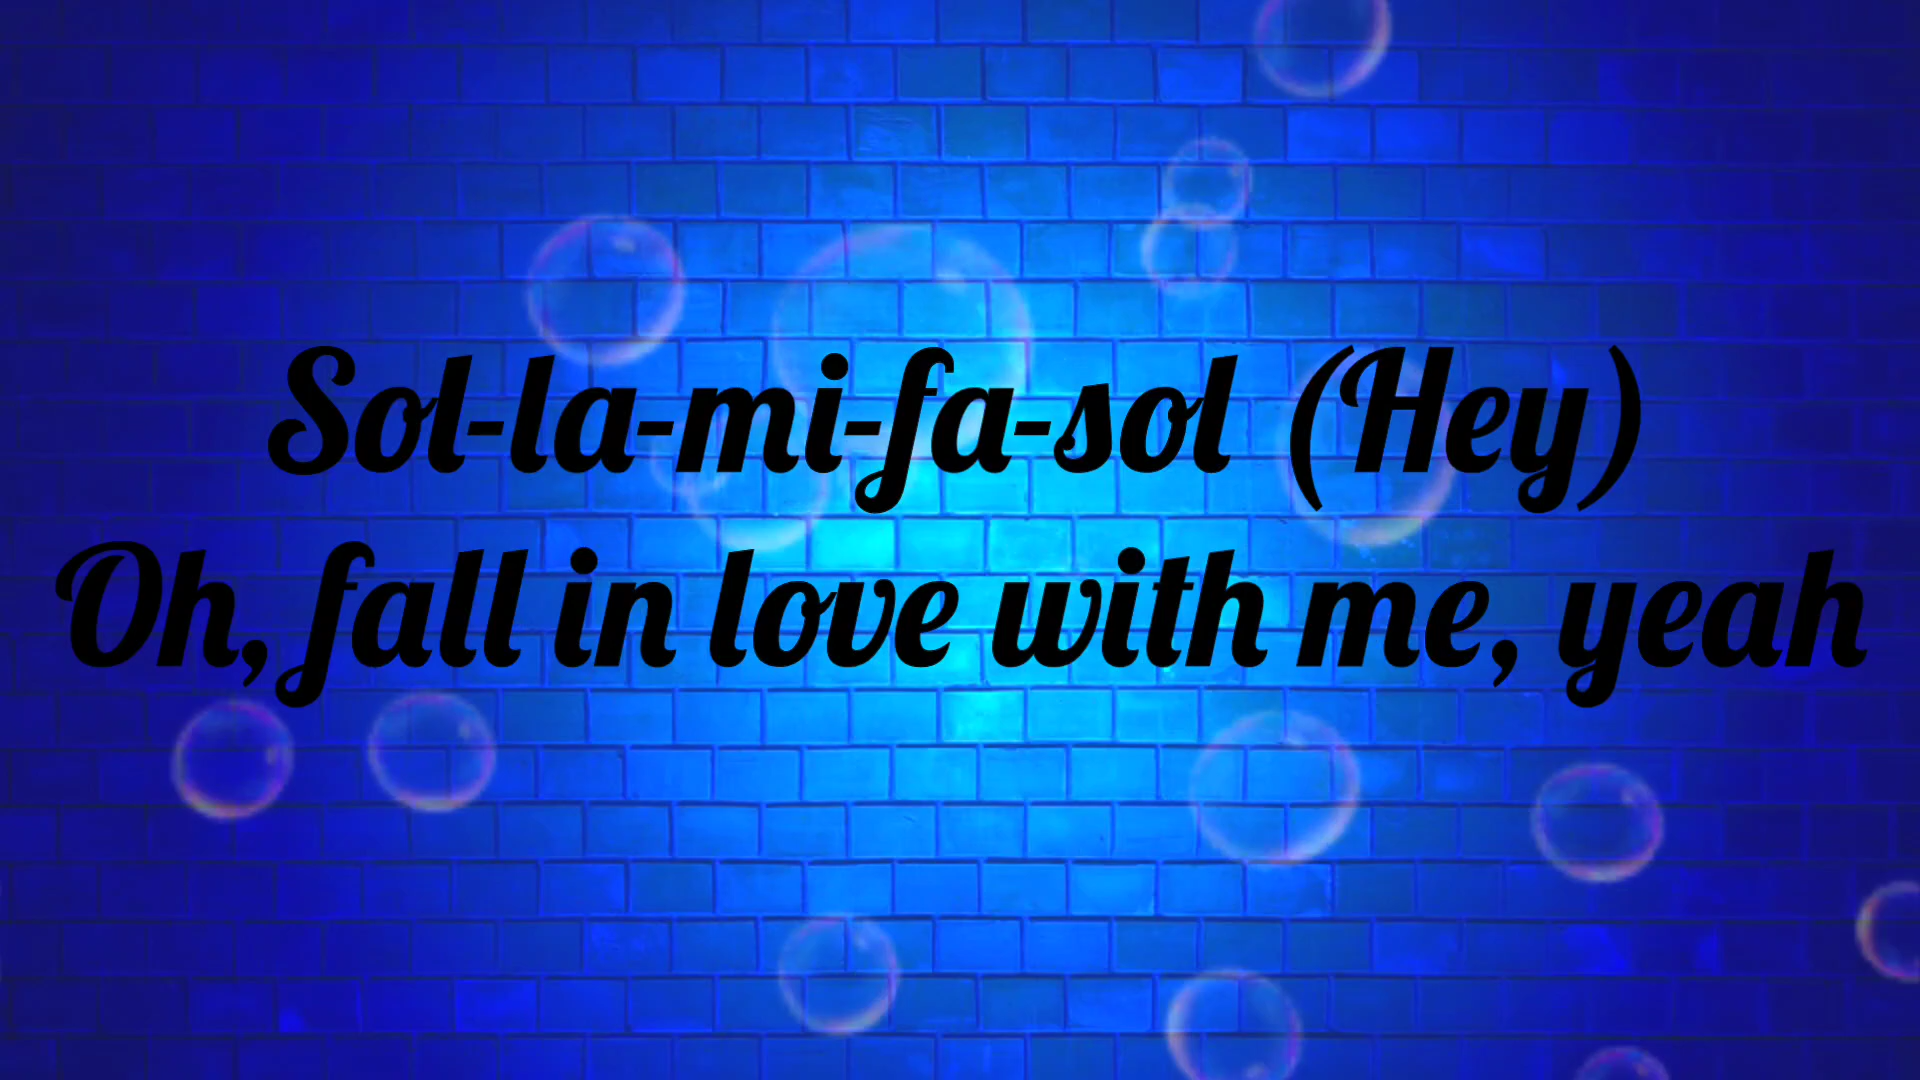 Sol-la-mi-fa-sol (Hey)
Oh, fall in love with me, yeah